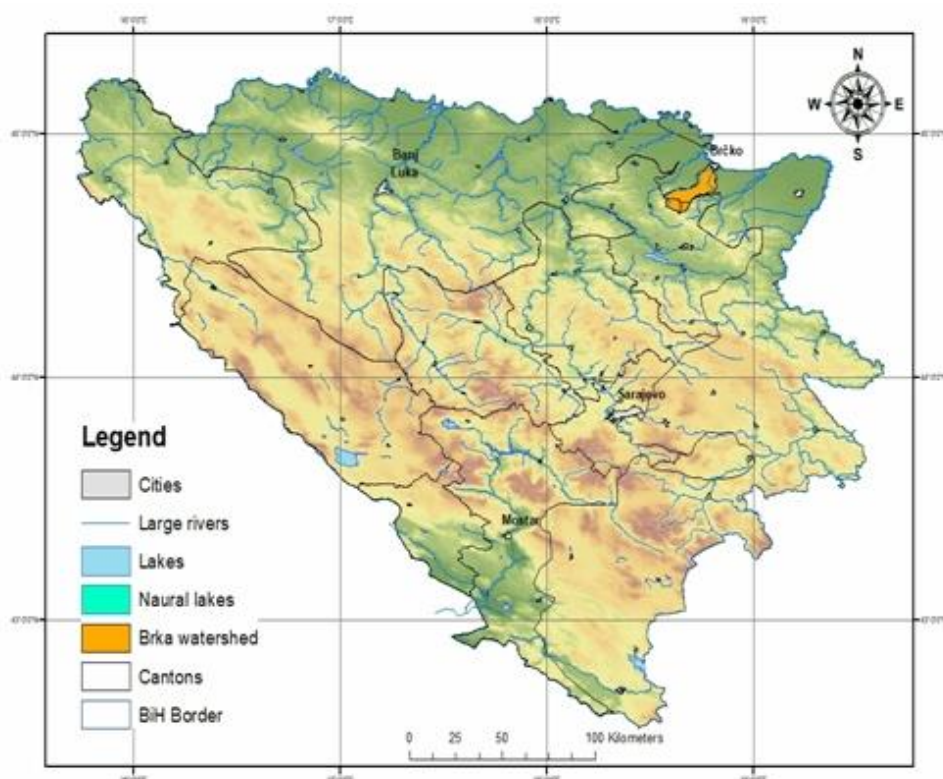 N
W E
S
Brčko
Banj
Luka
Sarajevo
Mostar
Legend
Cities
Large rivers
Lakes
Naural lakes
Brka watershed
Cantons
BiH Border
0 25 50 100 Kilometers